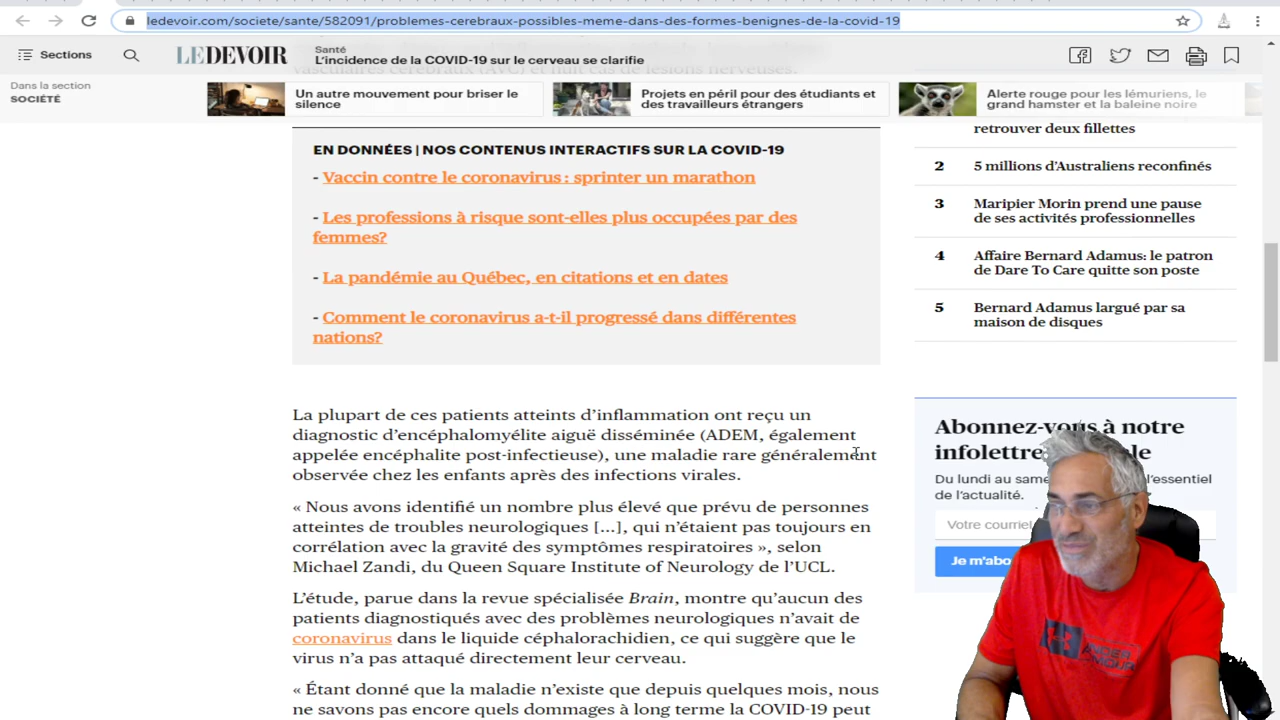 ledevoir.com/societe/sante/582091/problemes-cerebraux-possibles-meme-dans-des-formes-benignes-de-la-covid-19
Sections
LE DEVOIR
Santé
L'incidence de la COVID-19 sur le cerveau se clarifie
vasculaires cérébraux (AVC) et huit cas de lésions nerveuses.
Dans la section
SOCIÉTÉ
Un autre mouvement pour briser le
silence
Projets en péril pour des étudiants et
des travailleurs étrangers
Alerte rouge pour les lémuriens, le
grand hamster et la baleine noire
EN DONNÉES | NOS CONTENUS INTERACTIFS SUR LA COVID-19
- Vaccin contre le coronavirus : sprinter un marathon
- Les professions à risque sont-elles plus occupées par des
femmes?
- La pandémie au Québec, en citations et en dates
- Comment le coronavirus a-t-il progressé dans différentes
nations?
La plupart de ces patients atteints d'inflammation ont reçu un
diagnostic d'encéphalomyélite aiguë disséminée (ADEM, également
appelée encéphalite post-infectieuse), une maladie rare généralement
observée chez les enfants après des infections virales.
« Nous avons identifié un nombre plus élevé que prévu de personnes
atteintes de troubles neurologiques [...], qui n'étaient pas toujours en
corrélation avec la gravité des symptômes respiratoires », selon
Michael Zandi, du Queen Square Institute of Neurology de l'UCL.
L'étude, parue dans la revue spécialisée Brain, montre qu'aucun des
patients diagnostiqués avec des problèmes neurologiques n'avait de
coronavirus dans le liquide céphalorachidien, ce qui suggère que le
virus n'a pas attaqué directement leur cerveau.
« Étant donné que la maladie n'existe que depuis quelques mois, nous
ne savons pas encore quels dommages à long terme la COVID-19 peut
retrouver deux fillettes
2 5 millions d'Australiens reconfinés
3 Maripier Morin prend une pause
de ses activités professionnelles
4 Affaire Bernard Adamus: le patron
de Dare To Care quitte son poste
5 Bernard Adamus largué par sa
maison de disques
Abonnez-vous à notre
Du lundi au
l'essentiel
de l'actualité.
Votre courriel
Je m'abo
UNDER
ARMOUR